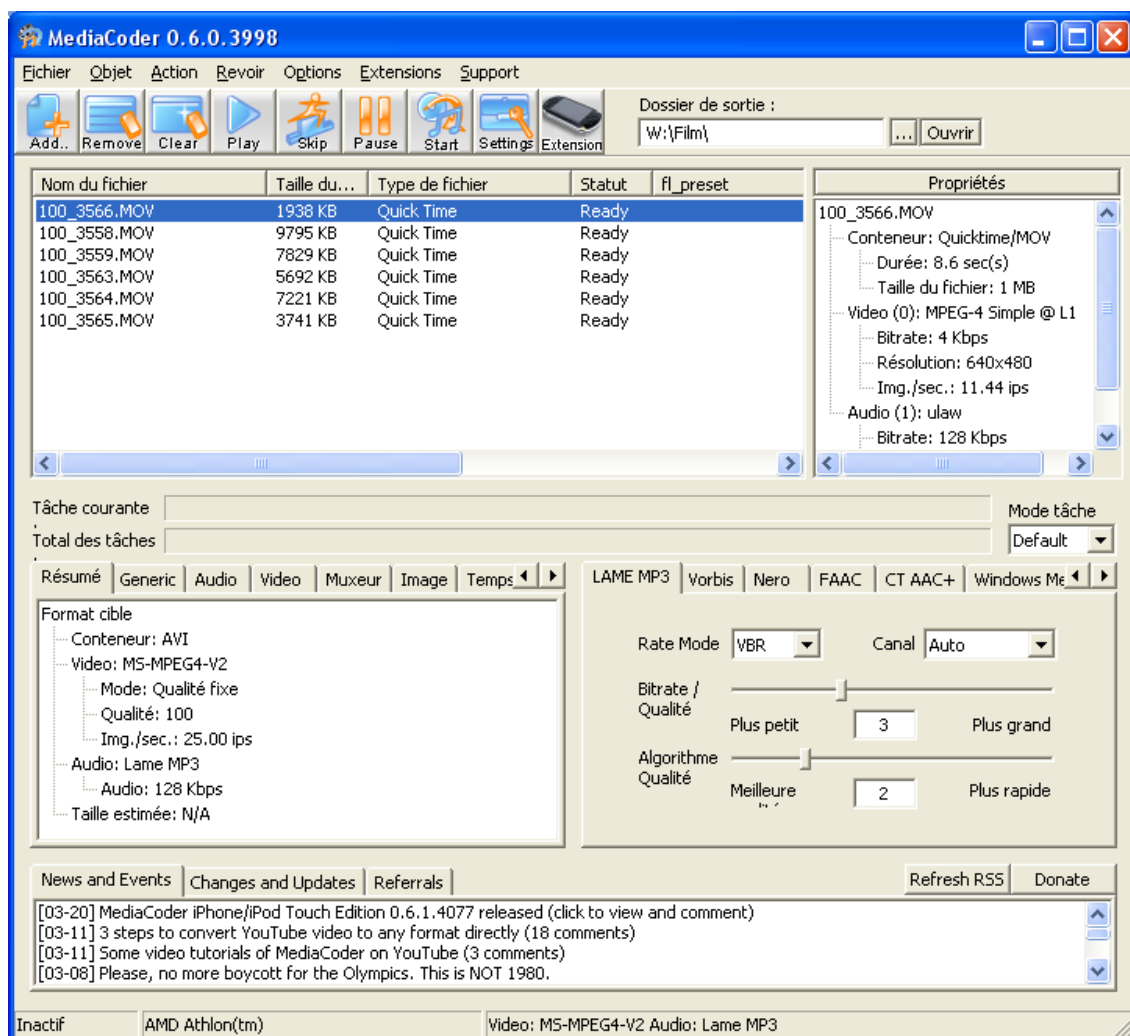 MediaCoder 0.6.0.3998
Fichier Objet Action Revoir Options Extensions Support
Add.. Remove Clear Play Skip Pause Start Settings Extension
Dossier de sortie :
W:\Film\ ... Ouvrir
Nom du fichier Taille du... Type de fichier Statut fl_preset
100_3566.MOV 1938 KB Quick Time Ready
100_3558.MOV 9795 KB Quick Time Ready
100_3559.MOV 7829 KB Quick Time Ready
100_3563.MOV 5692 KB Quick Time Ready
100_3564.MOV 7221 KB Quick Time Ready
100_3565.MOV 3741 KB Quick Time Ready
Propriétés
100_3566.MOV
Conteneur: Quicktime/MOV
Durée: 8.6 sec(s)
Taille du fichier: 1 MB
Video (0): MPEG-4 Simple @ L1
Bitrate: 4 Kbps
Résolution: 640x480
Img./sec.: 11.44 ips
Audio (1): ulaw
Bitrate: 128 Kbps
Tâche courante
Total des tâches
Mode tâche
Default
Résumé Generic Audio Video Muxeur Image Temps
Format cible
Conteneur: AVI
Video: MS-MPEG4-V2
Mode: Qualité fixe
Qualité: 100
Img./sec.: 25.00 ips
Audio: Lame MP3
Audio: 128 Kbps
Taille estimée: N/A
LAME MP3 Vorbis Nero FAAC CT AAC+ Windows Me
Rate Mode VBR Canal Auto
Bitrate / Qualité
Plus petit 3 Plus grand
Algorithme Qualité
Meilleure 2 Plus rapide
News and Events Changes and Updates Referrals Refresh RSS Donate
[03-20] MediaCoder iPhone/iPod Touch Edition 0.6.1.4077 released (click to view and comment)
[03-11] 3 steps to convert YouTube video to any format directly (18 comments)
[03-11] Some video tutorials of MediaCoder on YouTube (3 comments)
[03-08] Please, no more boycott for the Olympics. This is NOT 1980.
Inactif AMD Athlon(tm) Video: MS-MPEG4-V2 Audio: Lame MP3